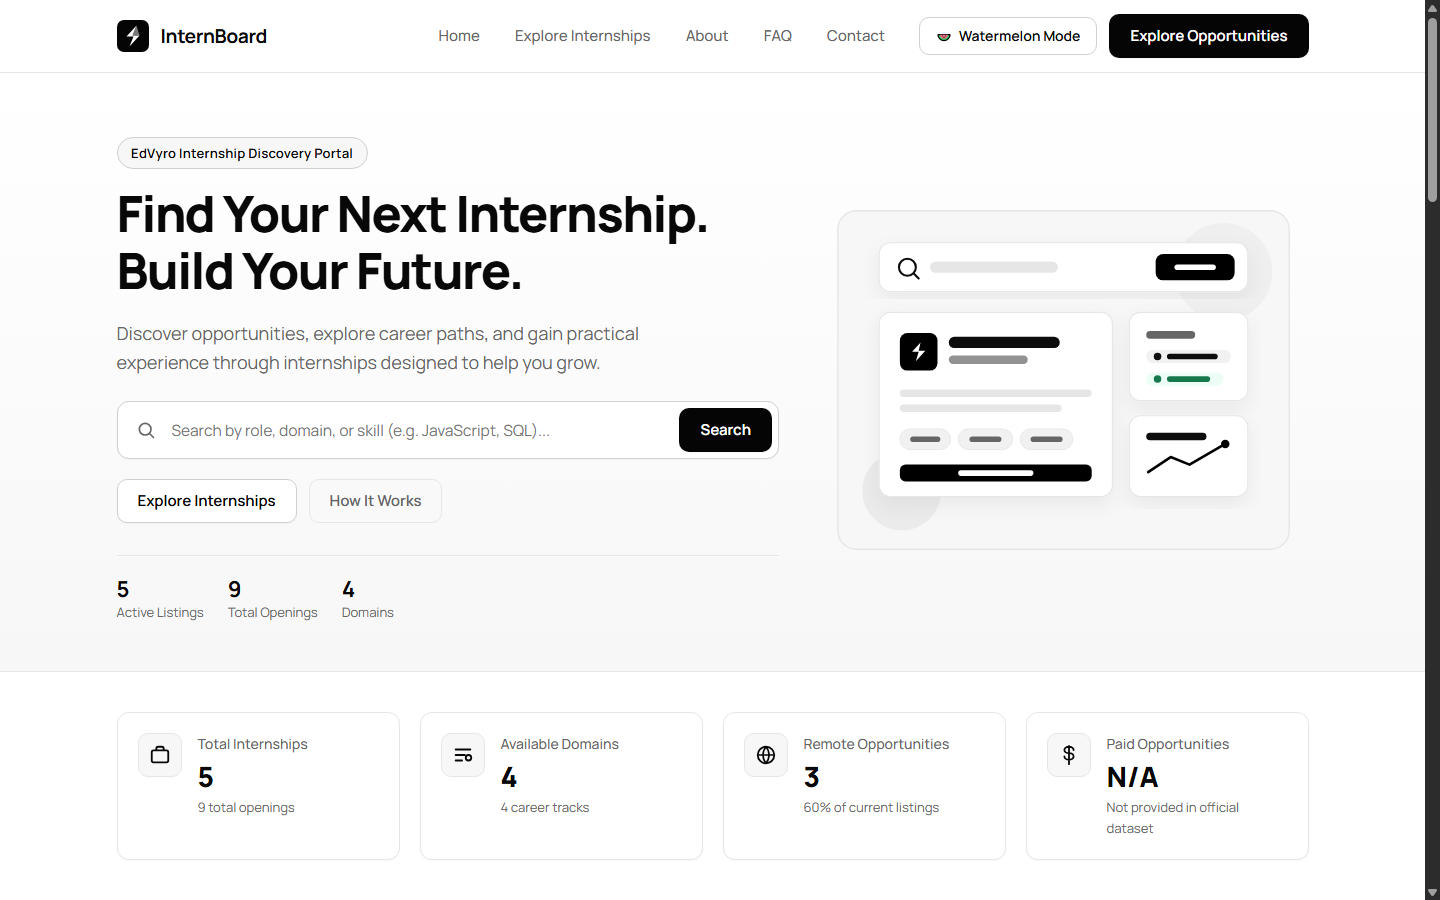 InternBoard
Home
Explore Internships
About
FAQ
Contact
Watermelon Mode
Explore Opportunities
EdVyro Internship Discovery Portal
Find Your Next Internship.
Build Your Future.
Discover opportunities, explore career paths, and gain practical
experience through internships designed to help you grow.
Search by role, domain, or skill (e.g. JavaScript, SQL)...
Search
Explore Internships
How It Works
5
Active Listings
9
Total Openings
4
Domains
Total Internships
5
9 total openings
Available Domains
4
4 career tracks
Remote Opportunities
3
60% of current listings
Paid Opportunities
N/A
Not provided in official
dataset